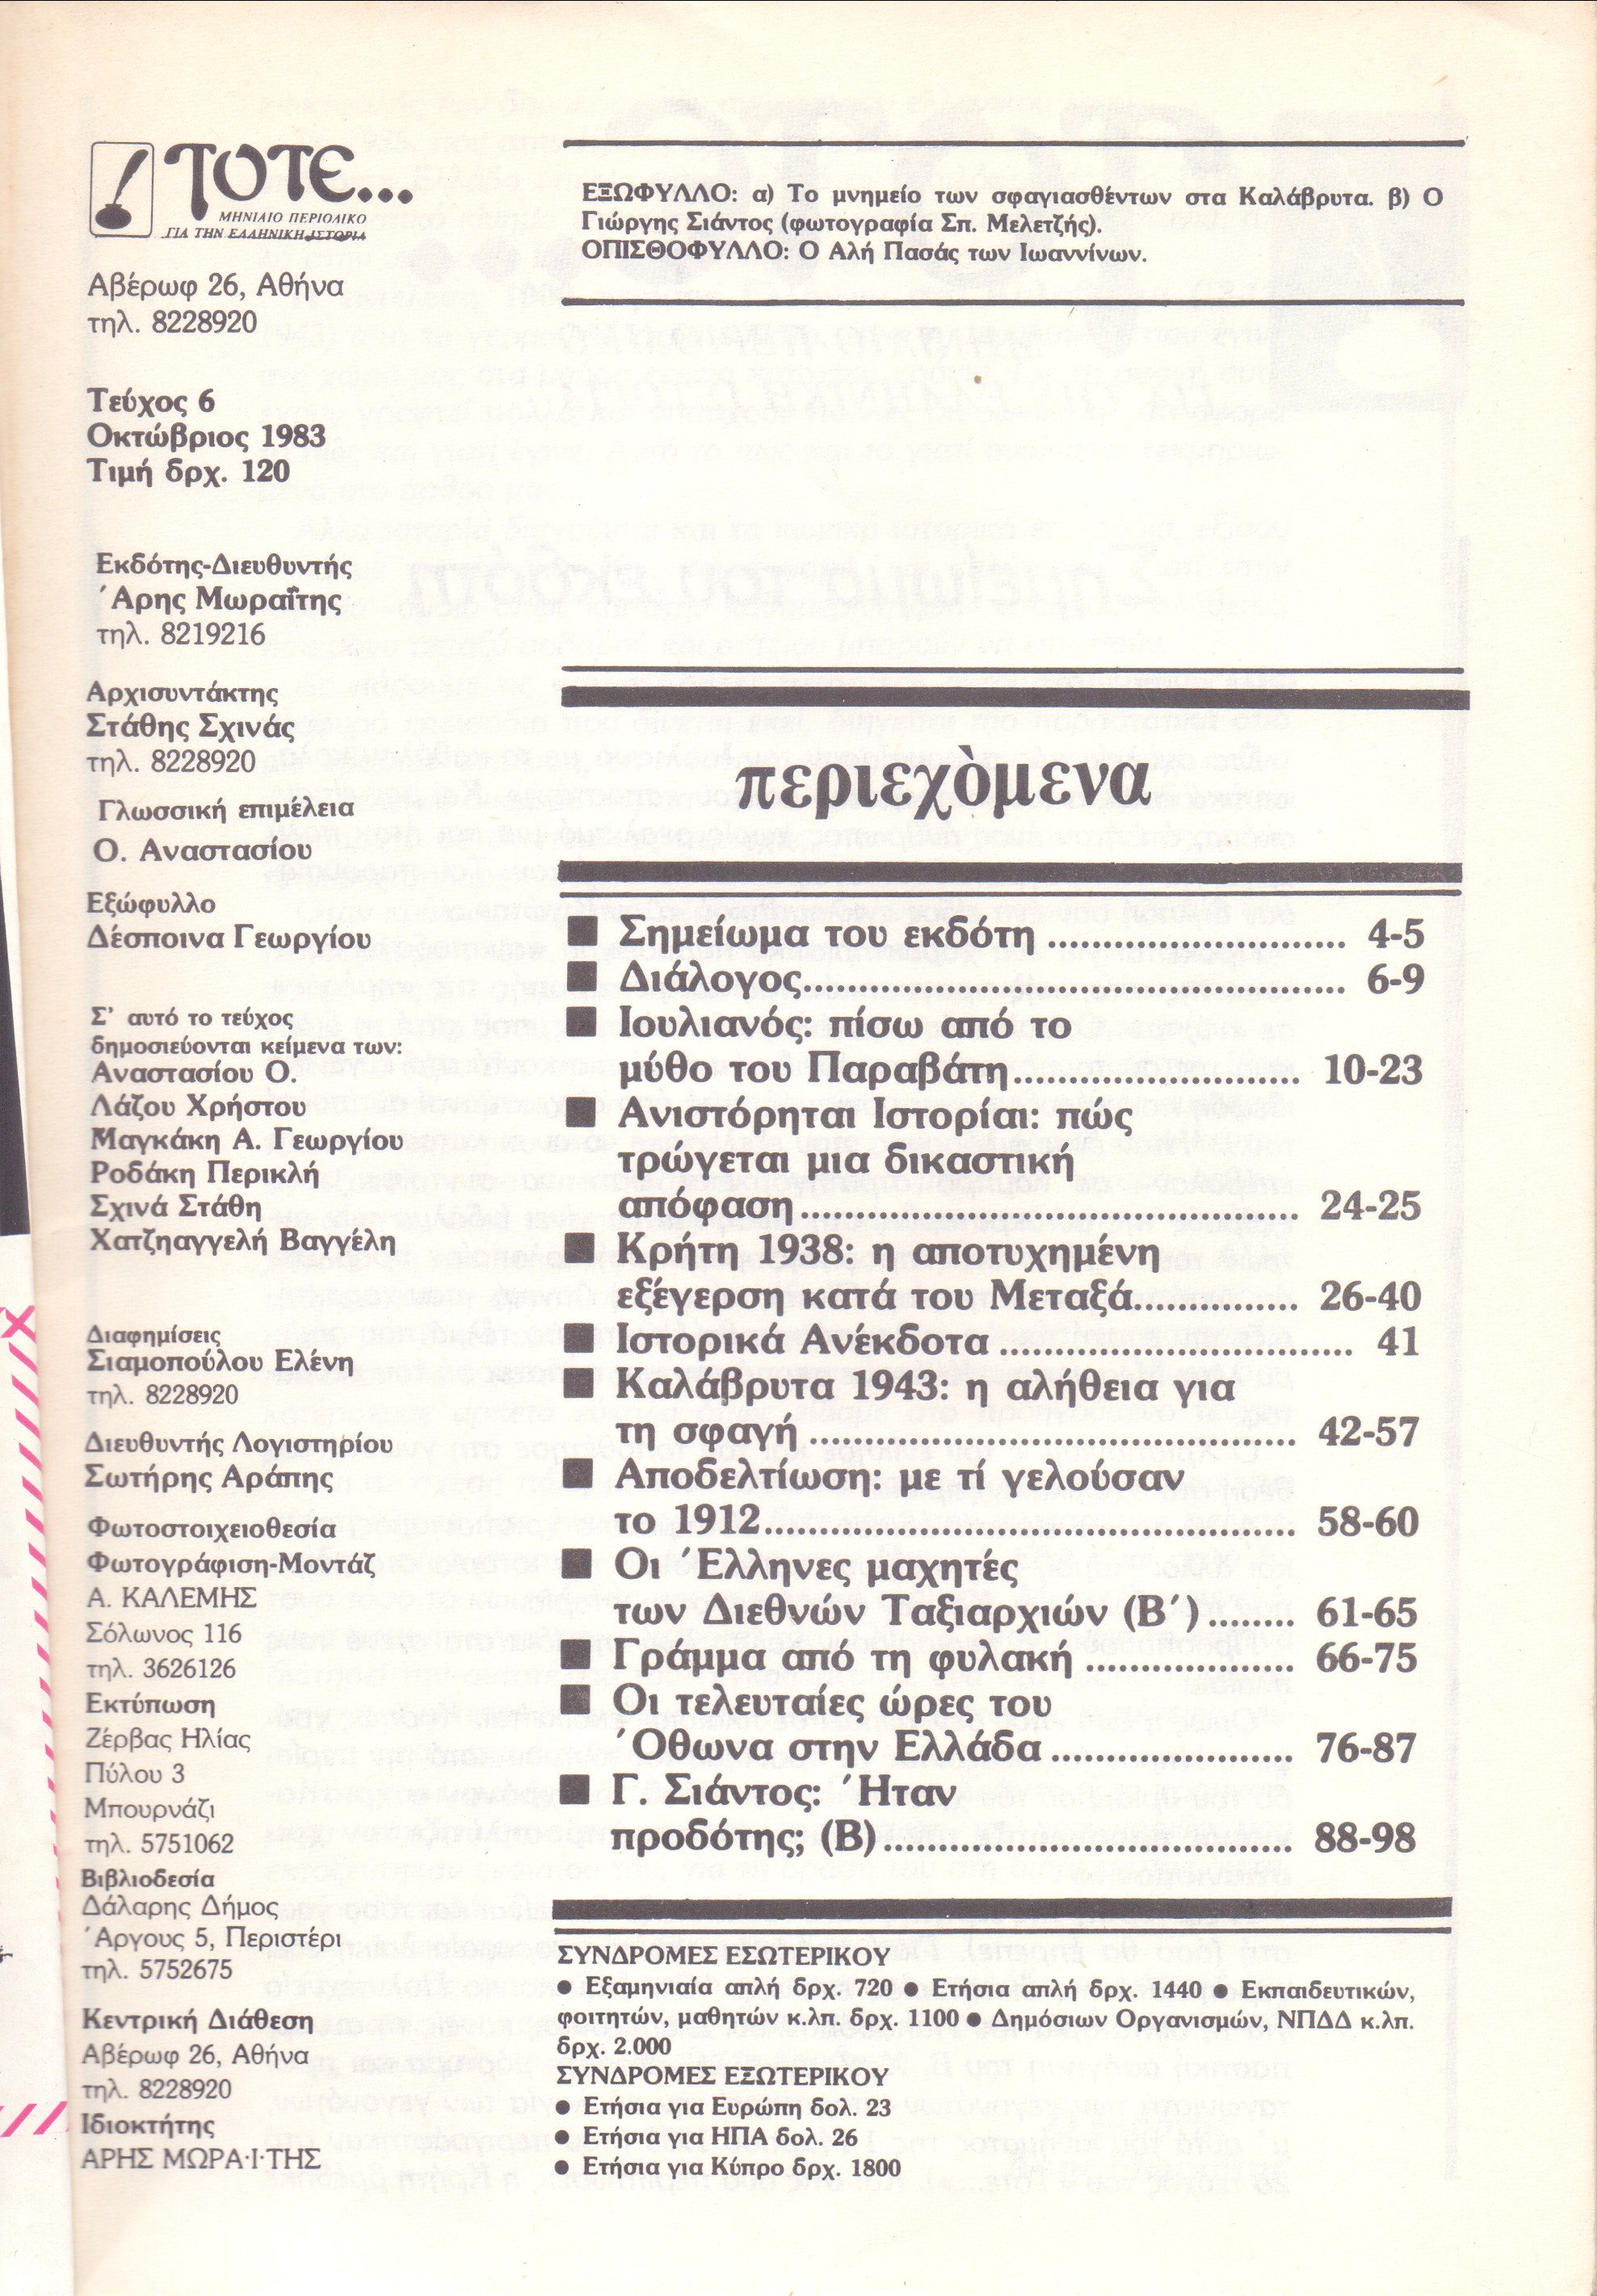 ΤΟΤΕ...
ΜΗΝΙΑΙΟ ΠΕΡΙΟΔΙΚΟ
ΓΙΑ ΤΗΝ ΕΛΛΗΝΙΚΗ ΙΣΤΟΡΙΑ
Αβέρωφ 26, Αθήνα
τηλ. 8228920
Τεύχος 6
Οκτώβριος 1983
Τιμή δρχ. 120
Εκδότης-Διευθυντής
΄Αρης Μωραΐτης
τηλ. 8219216
Αρχισυντάκτης
Στάθης Σχινάς
τηλ. 8228920
Γλωσσική επιμέλεια
Ο. Αναστασίου
Εξώφυλλο
Δέσποινα Γεωργίου
Σ' αυτό το τεύχος
δημοσιεύονται κείμενα των:
Αναστασίου Ο.
Λάζου Χρήστου
Μαγκάκη Α. Γεωργίου
Ροδάκη Περικλή
Σχινά Στάθη
Χατζηαγγελή Βαγγέλη
Διαφημίσεις
Σιαμοπούλου Ελένη
τηλ. 8228920
Διευθυντής Λογιστηρίου
Σωτήρης Αράπης
Φωτοστοιχειοθεσία
Φωτογράφιση-Μοντάζ
Α. ΚΑΛΕΜΗΣ
Σόλωνος 116
τηλ. 3626126
Εκτύπωση
Ζέρβας Ηλίας
Πύλου 3
Μπουρνάζι
τηλ. 5751062
Βιβλιοδεσία
Δάλαρης Δήμος
΄Αργους 5, Περιστέρι
τηλ. 5752675
Κεντρική Διάθεση
Αβέρωφ 26, Αθήνα
τηλ. 8228920
Ιδιοκτήτης
ΑΡΗΣ ΜΩΡΑ·Ι·ΤΗΣ
ΕΞΩΦΥΛΛΟ: α) Το μνημείο των σφαγιασθέντων στα Καλάβρυτα. β) Ο
Γιώργης Σιάντος (φωτογραφία Σπ. Μελετζής).
ΟΠΙΣΘΟΦΥΛΛΟ: Ο Αλή Πασάς των Ιωαννίνων.
περιεχὸμενα
■ Σημείωμα του εκδότη ........................... 4-5
■ Διάλογος................................................. 6-9
■ Ιουλιανός: πίσω από το
μύθο του Παραβάτη.......................... 10-23
■ Ανιστόρηται Ιστορίαι: πώς
τρώγεται μια δικαστική
απόφαση ............................................. 24-25
■ Κρήτη 1938: η αποτυχημένη
εξέγερση κατά του Μεταξά............... 26-40
■ Ιστορικά Ανέκδοτα ................................ 41
■ Καλάβρυτα 1943: η αλήθεια για
τη σφαγή ............................................ 42-57
■ Αποδελτίωση: με τί γελούσαν
το 1912................................................ 58-60
■ Οι ΄Ελληνες μαχητές
των Διεθνών Ταξιαρχιών (Β΄) ........ 61-65
■ Γράμμα από τη φυλακή ................... 66-75
■ Οι τελευταίες ώρες του
΄Οθωνα στην Ελλάδα ...................... 76-87
■ Γ. Σιάντος: ΄Ηταν
προδότης; (Β)..................................... 88-98
ΣΥΝΔΡΟΜΕΣ ΕΣΩΤΕΡΙΚΟΥ
● Εξαμηνιαία απλή δρχ. 720 ● Ετήσια απλή δρχ. 1440 ● Εκπαιδευτικών,
φοιτητών, μαθητών κ.λπ. δρχ. 1100 ● Δημόσιων Οργανισμών, ΝΠΔΔ κ.λπ.
δρχ. 2.000
ΣΥΝΔΡΟΜΕΣ ΕΞΩΤΕΡΙΚΟΥ
● Ετήσια για Ευρώπη δολ. 23
● Ετήσια για ΗΠΑ δολ. 26
● Ετήσια για Κύπρο δρχ. 1800